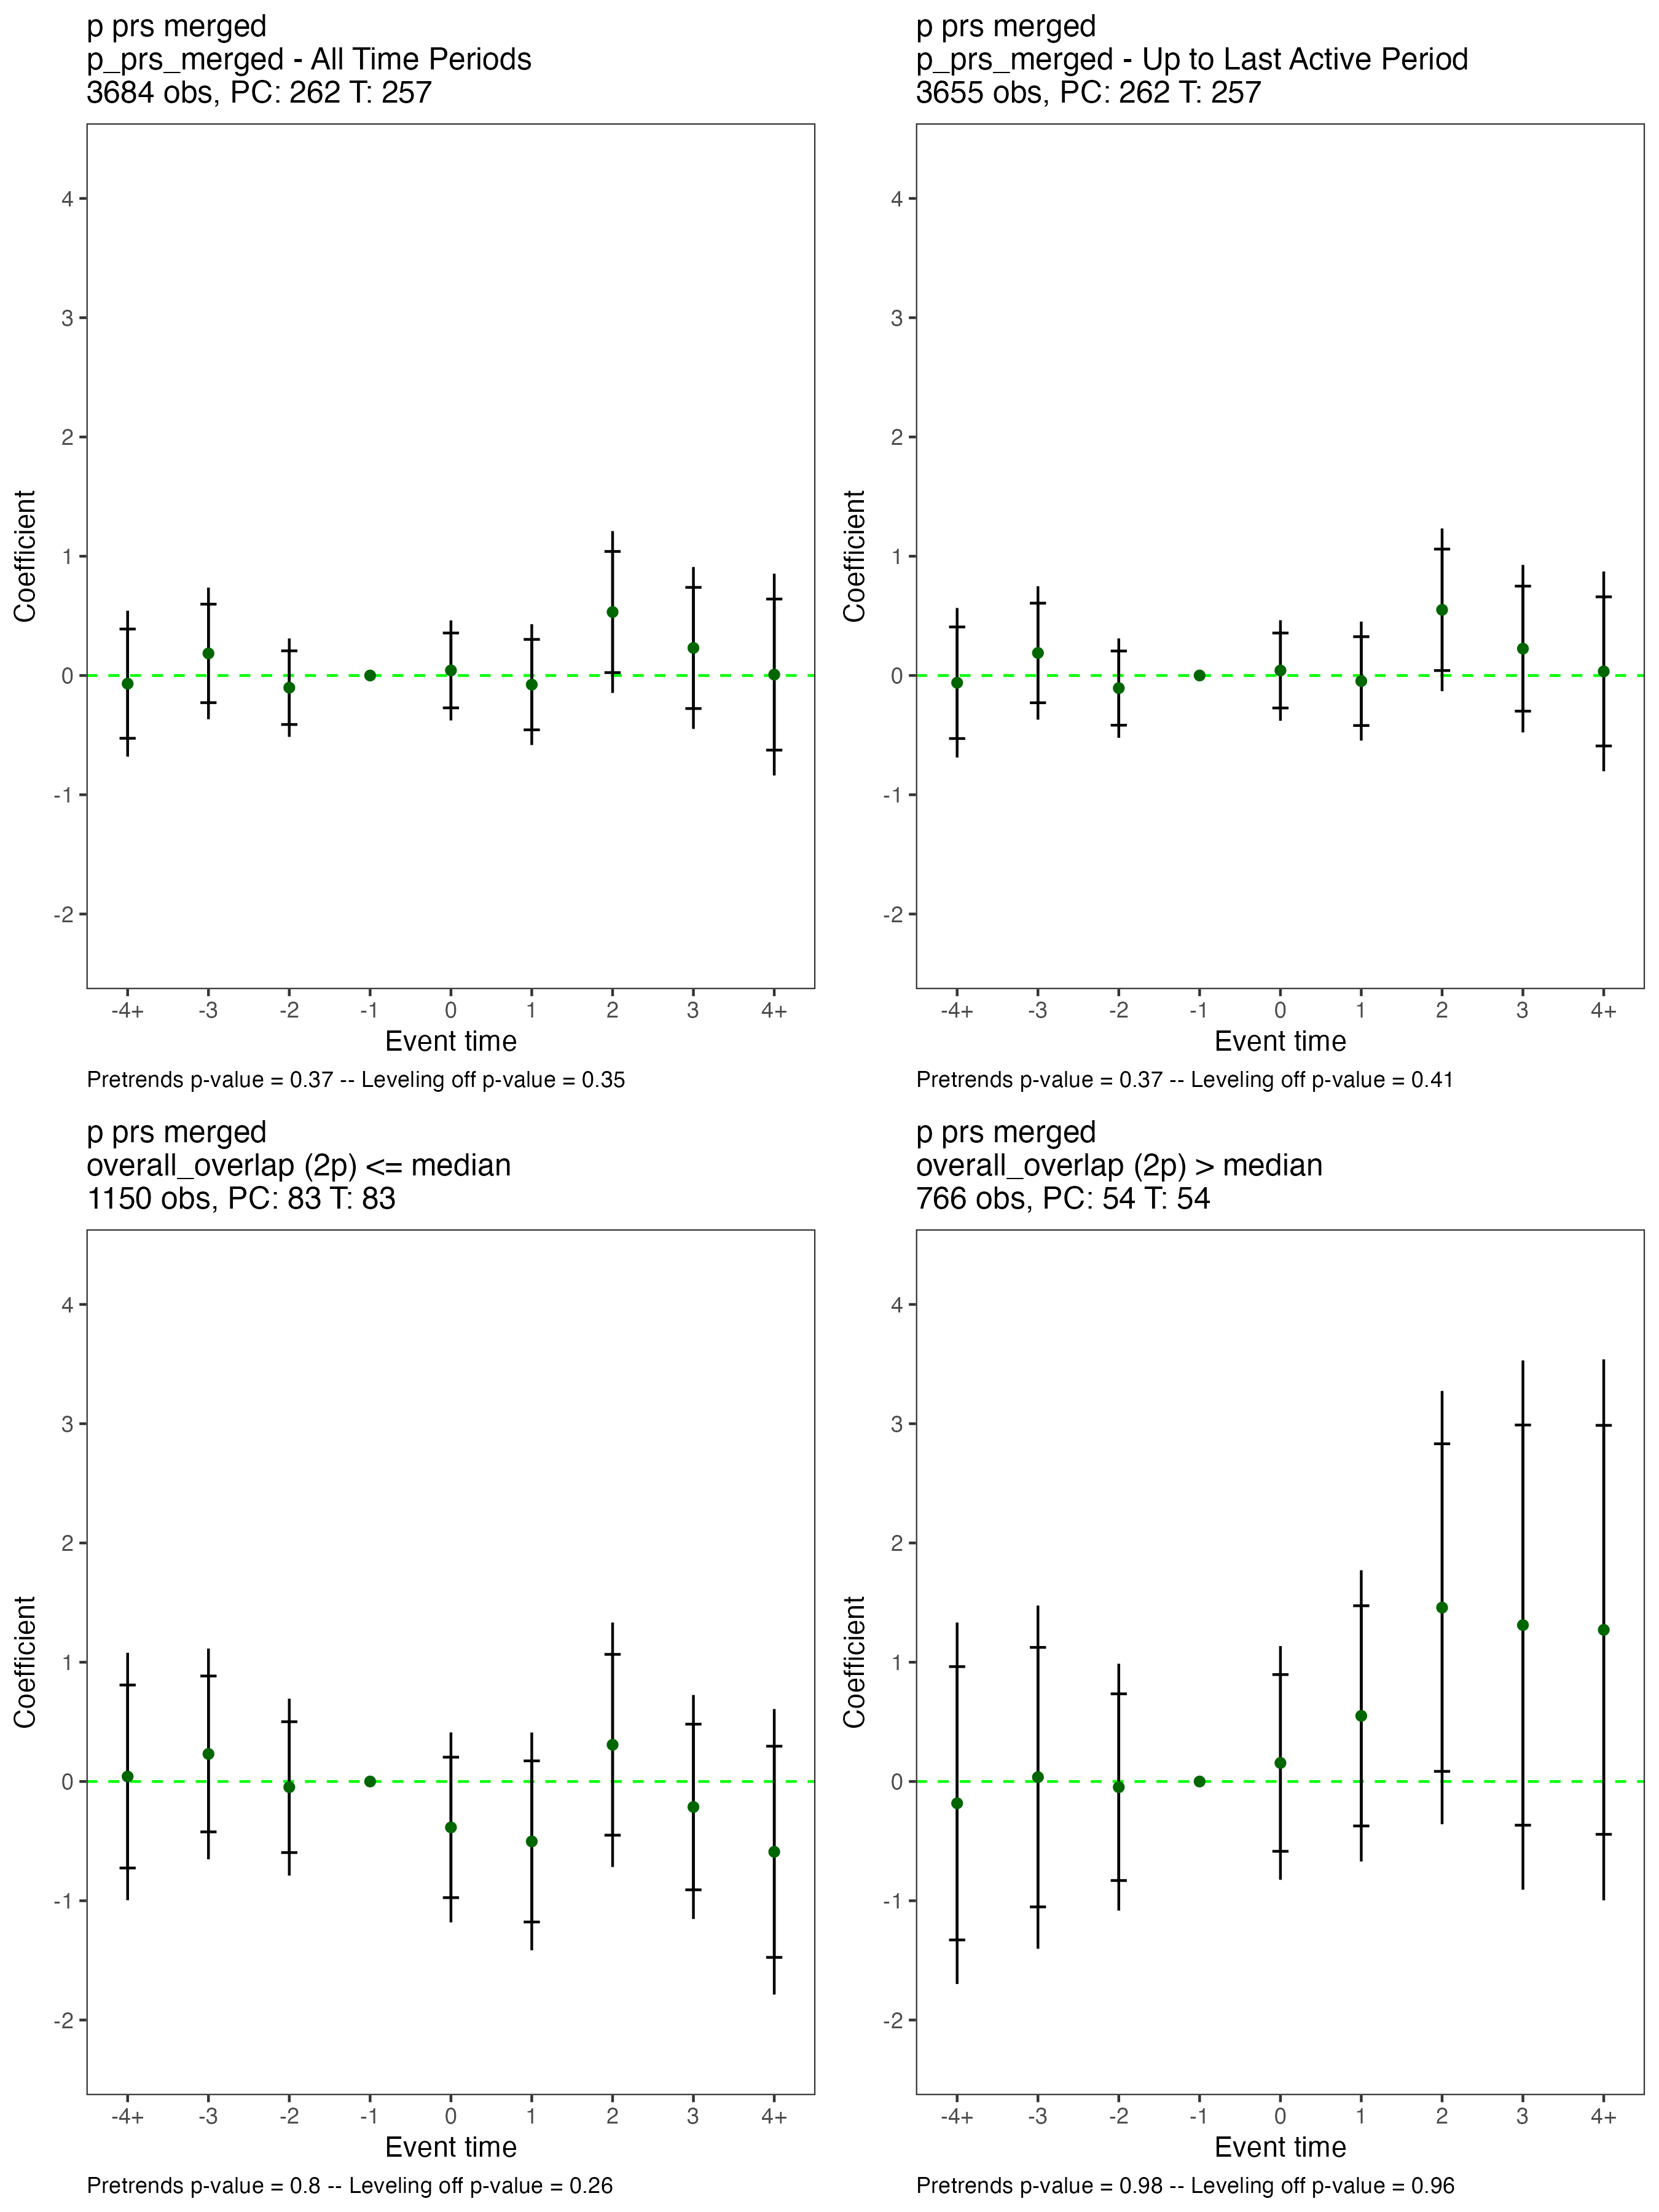 p prs merged
p_prs_merged - All Time Periods
3684 obs, PC: 262 T: 257
4
3
2
1
0
-1
-2
Coefficient
-4+ -3 -2 -1 0 1 2 3 4+
Event time
Pretrends p-value = 0.37 -- Leveling off p-value = 0.35
p prs merged
p_prs_merged - Up to Last Active Period
3655 obs, PC: 262 T: 257
4
3
2
1
0
-1
-2
Coefficient
-4+ -3 -2 -1 0 1 2 3 4+
Event time
Pretrends p-value = 0.37 -- Leveling off p-value = 0.41
p prs merged
overall_overlap (2p) <= median
1150 obs, PC: 83 T: 83
4
3
2
1
0
-1
-2
Coefficient
-4+ -3 -2 -1 0 1 2 3 4+
Event time
Pretrends p-value = 0.8 -- Leveling off p-value = 0.26
p prs merged
overall_overlap (2p) > median
766 obs, PC: 54 T: 54
4
3
2
1
0
-1
-2
Coefficient
-4+ -3 -2 -1 0 1 2 3 4+
Event time
Pretrends p-value = 0.98 -- Leveling off p-value = 0.96